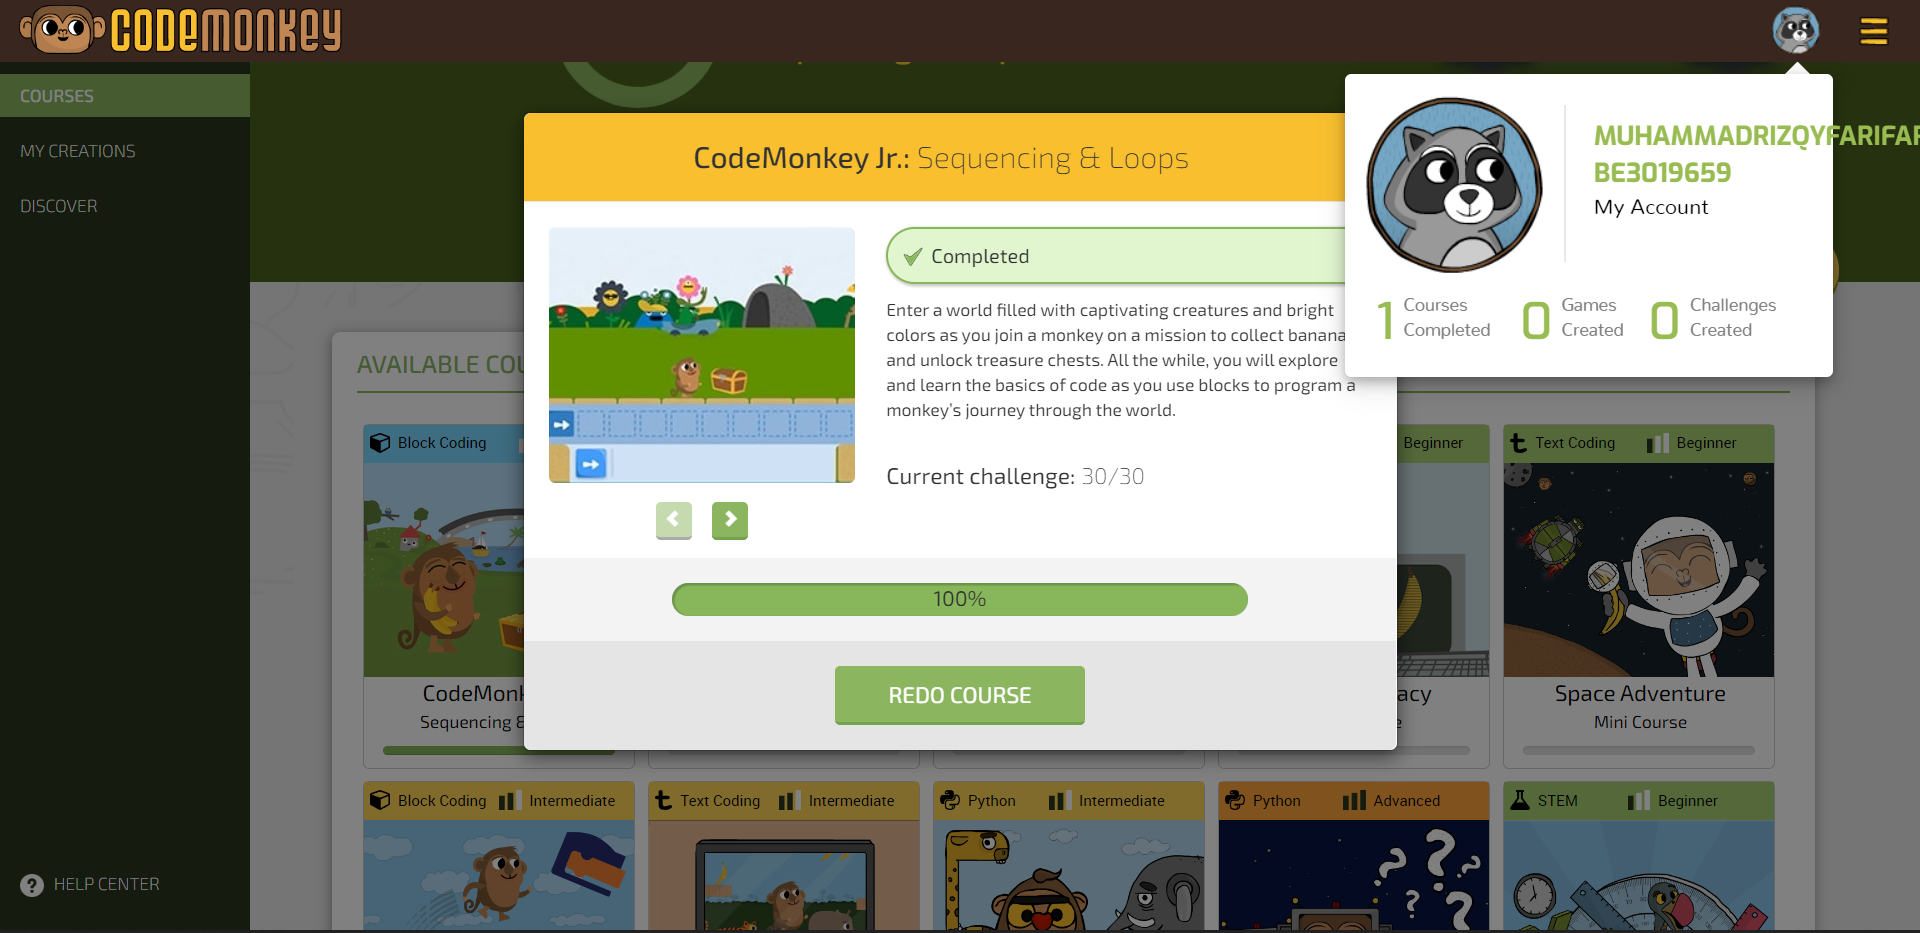 CODEMONKEY
COURSES
MY CREATIONS
DISCOVER
HELP CENTER
CodeMonkey Jr.: Sequencing & Loops
Completed
Enter a world filled with captivating creatures and bright
colors as you join a monkey on a mission to collect banana
and unlock treasure chests. All the while, you will explore
and learn the basics of code as you use blocks to program a
monkey's journey through the world.
Current challenge: 30/30
100%
REDO COURSE
MUHAMMADRIZQYFARIFAR
BE3019659
My Account
1 Courses Completed
0 Games Created
0 Challenges Created
AVAILABLE COU
Block Coding
Beginner
Text Coding Beginner
CodeMonk
Sequencing &
acy
Space Adventure
Mini Course
Block Coding Intermediate
Text Coding Intermediate
Python Intermediate
Python Advanced
STEM Beginner